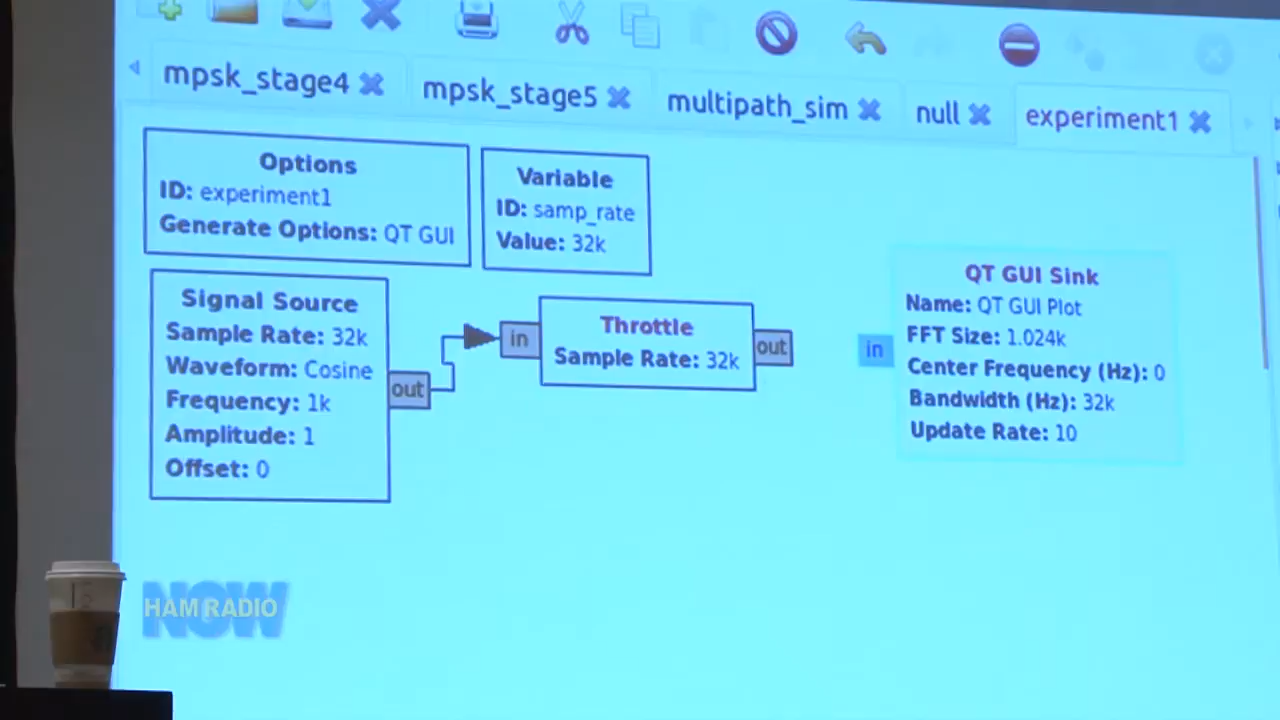 mpsk_stage4
mpsk_stage5
multipath_sim
null
experiment1
Options
ID: experiment1
Generate Options: QT GUI
Variable
ID: samp_rate
Value: 32k
Signal Source
Sample Rate: 32k
Waveform: Cosine
Frequency: 1k
Amplitude: 1
Offset: 0
out
in
Throttle
Sample Rate: 32k
out
in
QT GUI Sink
Name: QT GUI Plot
FFT Size: 1.024k
Center Frequency (Hz): 0
Bandwidth (Hz): 32k
Update Rate: 10
HAM RADIO
NOW